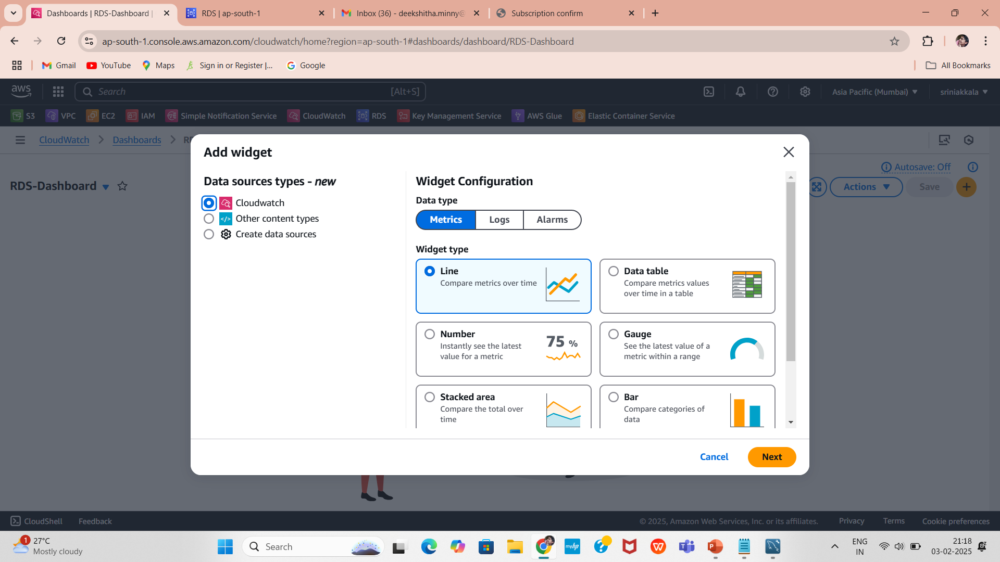 Dashboards | RDS-Dashboard |
RDS | ap-south-1
Inbox (36) - deekshitha.minny@
Subscription confirm
ap-south-1.console.aws.amazon.com/cloudwatch/home?region=ap-south-1#dashboards/dashboard/RDS-Dashboard
Gmail YouTube Maps Sign in or Register |... Google All Bookmarks
aws Search [Alt+S] Asia Pacific (Mumbai) sriniakkala
S3 VPC EC2 IAM Simple Notification Service CloudWatch RDS Key Management Service AWS Glue Elastic Container Service
CloudWatch Dashboards
Add widget
Autosave: Off
RDS-Dashboard
Actions Save
Data sources types - new
Cloudwatch
Other content types
Create data sources
Widget Configuration
Data type
Metrics Logs Alarms
Widget type
Line
Compare metrics over time
Data table
Compare metrics values
over time in a table
Number
Instantly see the latest
value for a metric
75 %
Gauge
See the latest value of a
metric within a range
Stacked area
Compare the total over
time
Bar
Compare categories of
data
Cancel Next
CloudShell Feedback © 2025, Amazon Web Services, Inc. or its affiliates. Privacy Terms Cookie preferences
1
27°C
Mostly cloudy
Search
myhp
ENG
IN
21:18
03-02-2025